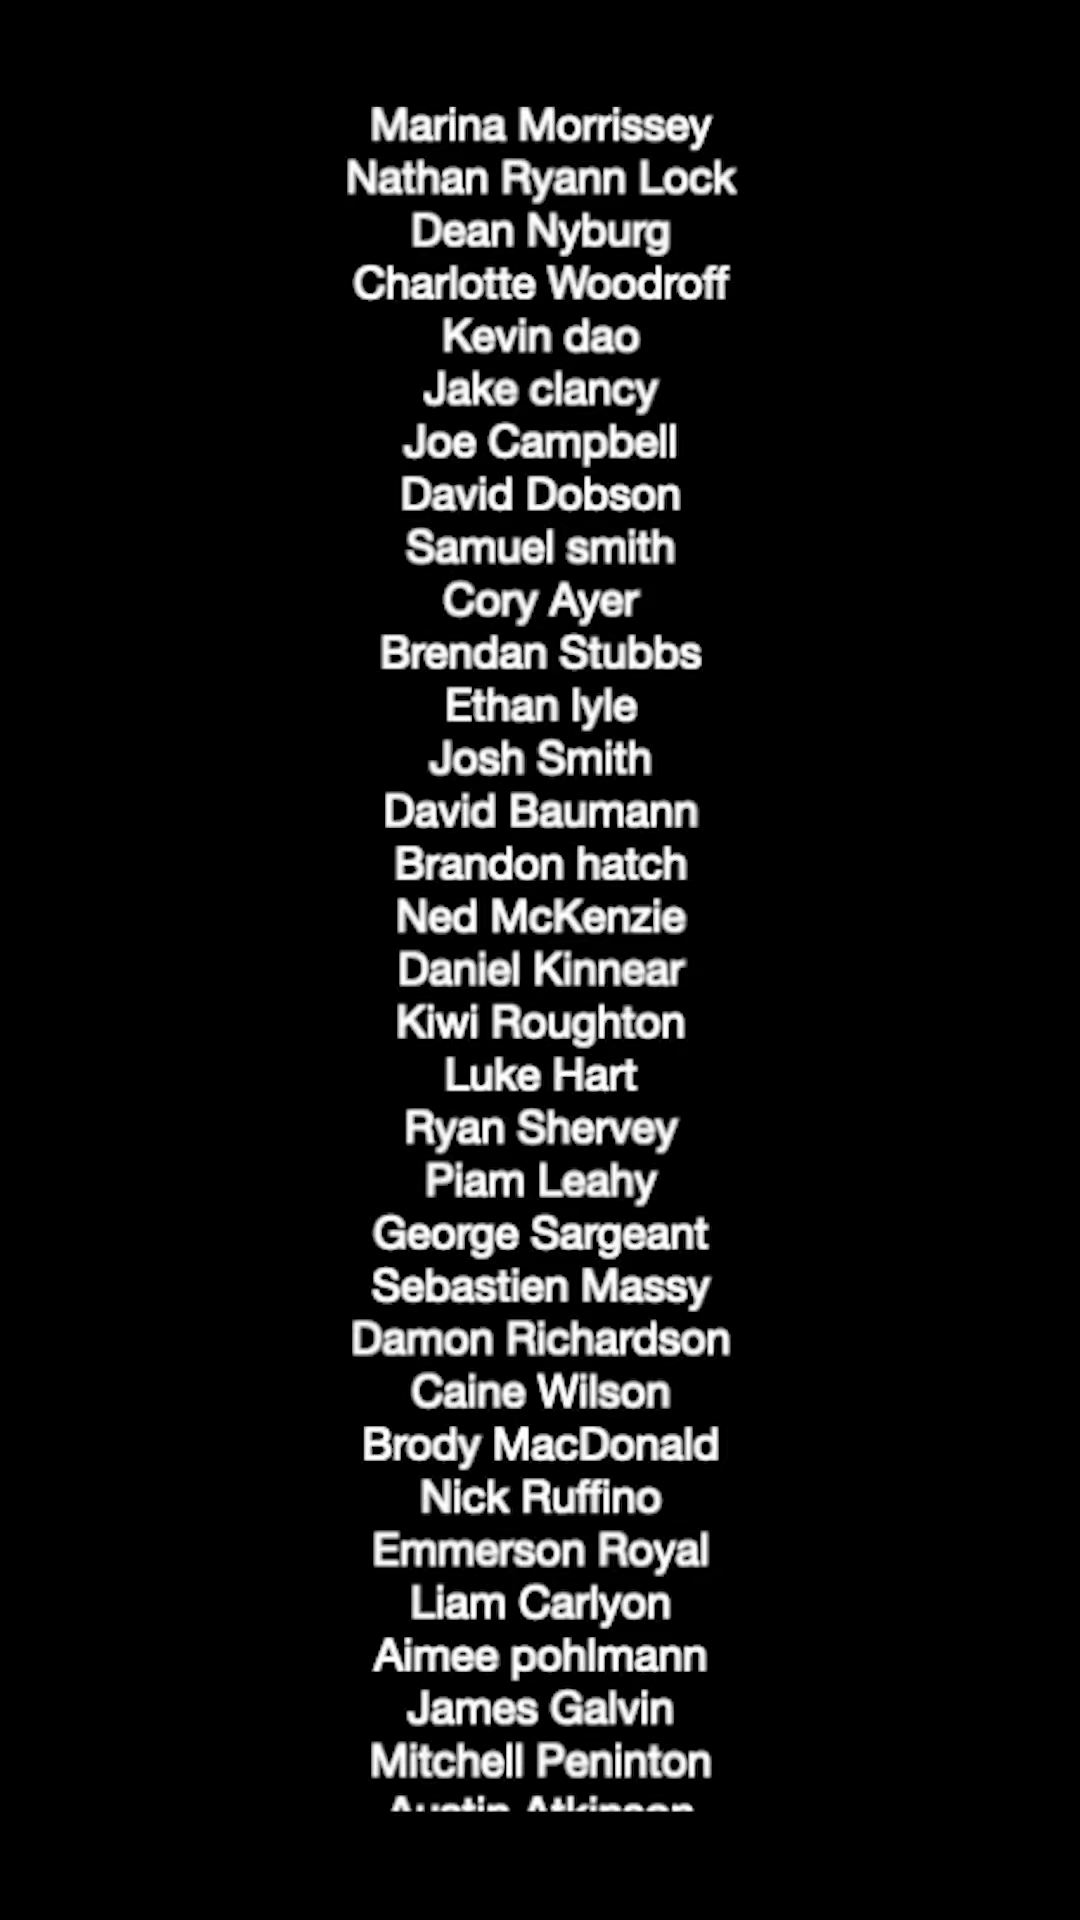 Marina Morrissey
Nathan Ryann Lock
Dean Nyburg
Charlotte Woodroff
Kevin dao
Jake clancy
Joe Campbell
David Dobson
Samuel smith
Cory Ayer
Brendan Stubbs
Ethan lyle
Josh Smith
David Baumann
Brandon hatch
Ned McKenzie
Daniel Kinnear
Kiwi Roughton
Luke Hart
Ryan Shervey
Piam Leahy
George Sargeant
Sebastien Massy
Damon Richardson
Caine Wilson
Brody MacDonald
Nick Ruffino
Emmerson Royal
Liam Carlyon
Aimee pohlmann
James Galvin
Mitchell Peninton
Austin Atkinson